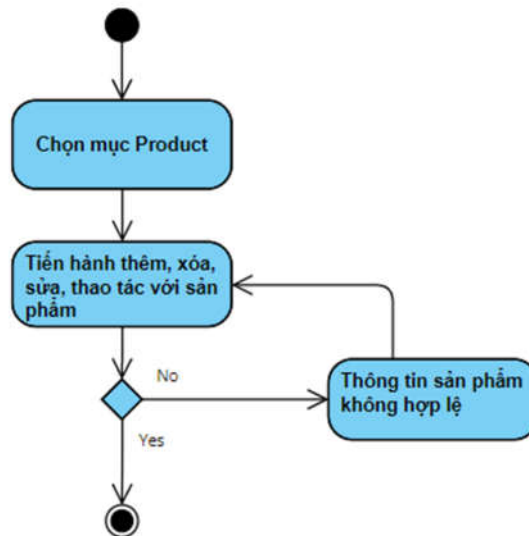 Chọn mục Product
Tiến hành thêm, xóa,
sửa, thao tác với sản
phẩm
No
Thông tin sản phẩm
không hợp lệ
Yes